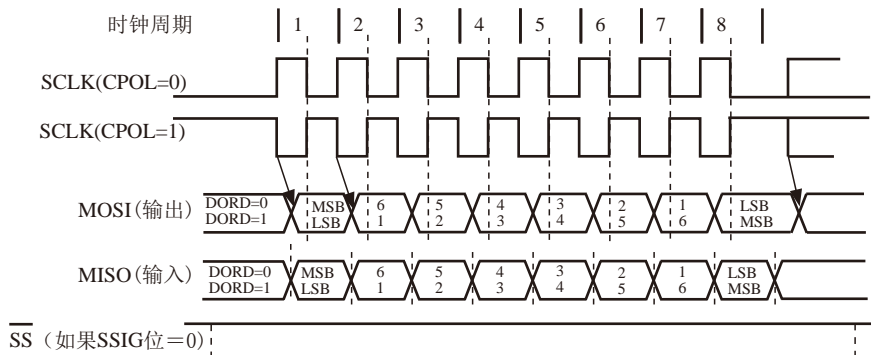 时钟周期 1 2 3 4 5 6 7 8
SCLK(CPOL=0)
SCLK(CPOL=1)
MOSI(输出) DORD=0 MSB 6 5 4 3 2 1 LSB
DORD=1 LSB 1 2 3 4 5 6 MSB
MISO(输入) DORD=0 MSB 6 5 4 3 2 1 LSB
DORD=1 LSB 1 2 3 4 5 6 MSB
SS（如果SSIG位＝0)